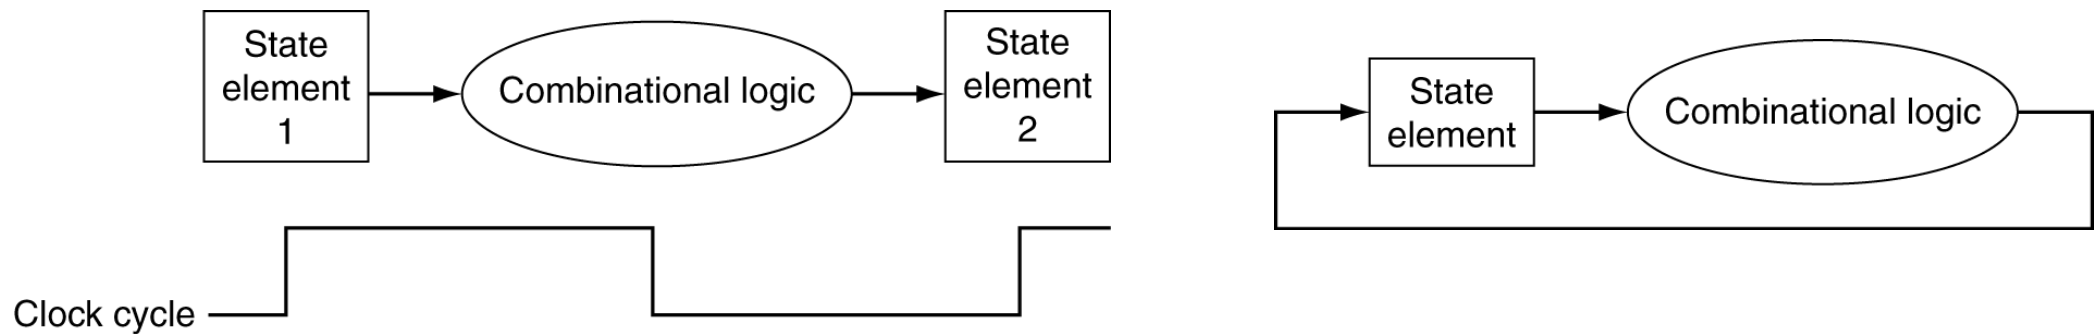 State
element
1
Combinational logic
State
element
2
Clock cycle
State
element
Combinational logic